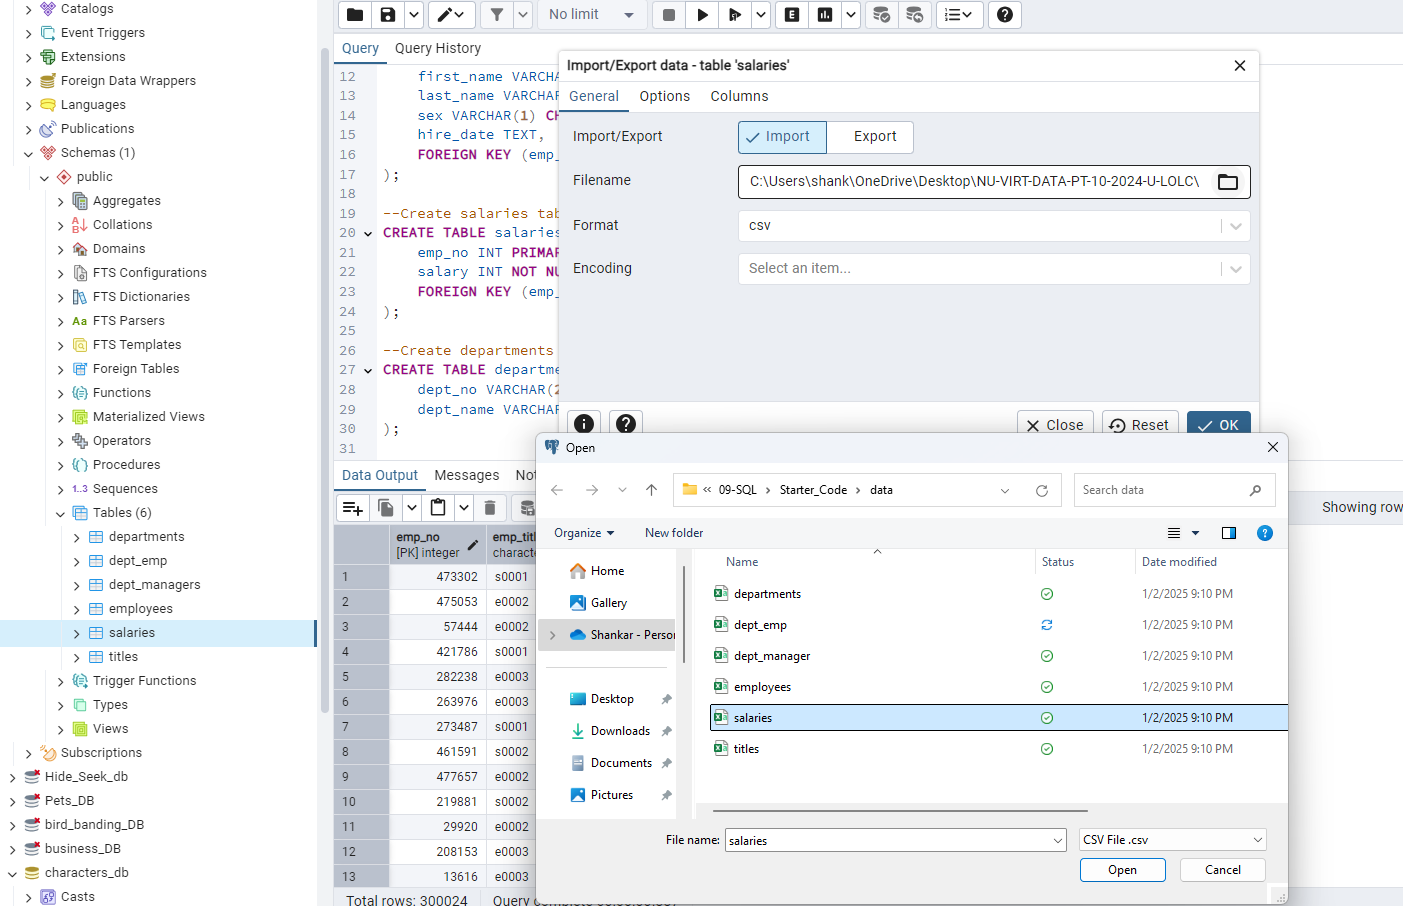 Catalogs
Event Triggers
Extensions
Foreign Data Wrappers
Languages
Publications
Schemas (1)
public
Aggregates
Collations
Domains
FTS Configurations
FTS Dictionaries
FTS Parsers
FTS Templates
Foreign Tables
Functions
Materialized Views
Operators
Procedures
1..3 Sequences
Tables (6)
departments
dept_emp
dept_managers
employees
salaries
titles
Trigger Functions
Types
Views
Subscriptions
Hide_Seek_db
Pets_DB
bird_banding_DB
business_DB
characters_db
Casts
No limit
Query Query History
12 first_name VARCHA
13 last_name VARCHAR
14 sex VARCHAR(1) CH
15 hire_date TEXT,
16 FOREIGN KEY (emp_
17 );
18
19 --Create salaries tab
20 CREATE TABLE salaries
21 emp_no INT PRIMAR
22 salary INT NOT NU
23 FOREIGN KEY (emp_
24 );
25
26 --Create departments
27 CREATE TABLE departme
28 dept_no VARCHAR(2
29 dept_name VARCHAR
30 );
31
Import/Export data - table 'salaries'
General Options Columns
Import/Export Import Export
Filename C:\Users\shank\OneDrive\Desktop\NU-VIRT-DATA-PT-10-2024-U-LOLC\
Format csv
Encoding Select an item...
Close Reset OK
Data Output Messages Not
Showing row
emp_no emp_titl
[PK] integer characte
1 473302 s0001
2 475053 e0002
3 57444 e0002
4 421786 s0001
5 282238 e0003
6 263976 e0003
7 273487 s0001
8 461591 s0002
9 477657 e0002
10 219881 s0002
11 29920 e0002
12 208153 e0003
13 13616 e0003
Total rows: 300024
Open
« 09-SQL › Starter_Code › data
Search data
Organize New folder
Home
Gallery
Shankar - Person
Desktop
Downloads
Documents
Pictures
Name Status Date modified
departments 1/2/2025 9:10 PM
dept_emp 1/2/2025 9:10 PM
dept_manager 1/2/2025 9:10 PM
employees 1/2/2025 9:10 PM
salaries 1/2/2025 9:10 PM
titles 1/2/2025 9:10 PM
File name: salaries CSV File .csv
Open Cancel